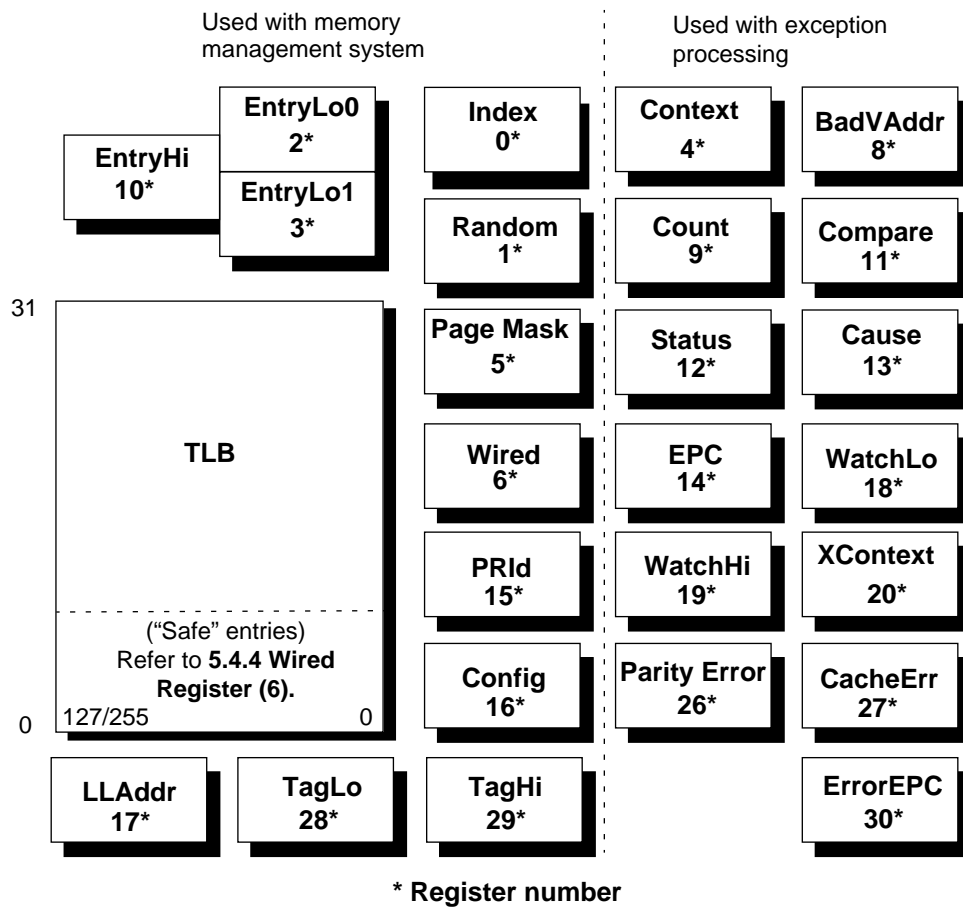 Used with memory
management system
Used with exception
processing
EntryLo0
2*
EntryHi
10*
EntryLo1
3*
Index
0*
Context
4*
BadVAddr
8*
Random
1*
Count
9*
Compare
11*
31
Page Mask
5*
Status
12*
Cause
13*
TLB
Wired
6*
EPC
14*
WatchLo
18*
PRId
15*
WatchHi
19*
XContext
20*
(“Safe” entries)
Refer to 5.4.4 Wired
Register (6).
127/255
0
0
Config
16*
Parity Error
26*
CacheErr
27*
LLAddr
17*
TagLo
28*
TagHi
29*
ErrorEPC
30*
* Register number